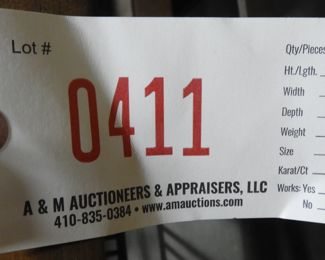 Lot #
0411
A & M AUCTIONEERS & APPRAISERS, LLC
410-835-0384 • www.amauctions.com
Qty/Pieces
Ht./Lgth.
Width
Depth
Weight
Size
Karat/Ct
Works: Yes
No